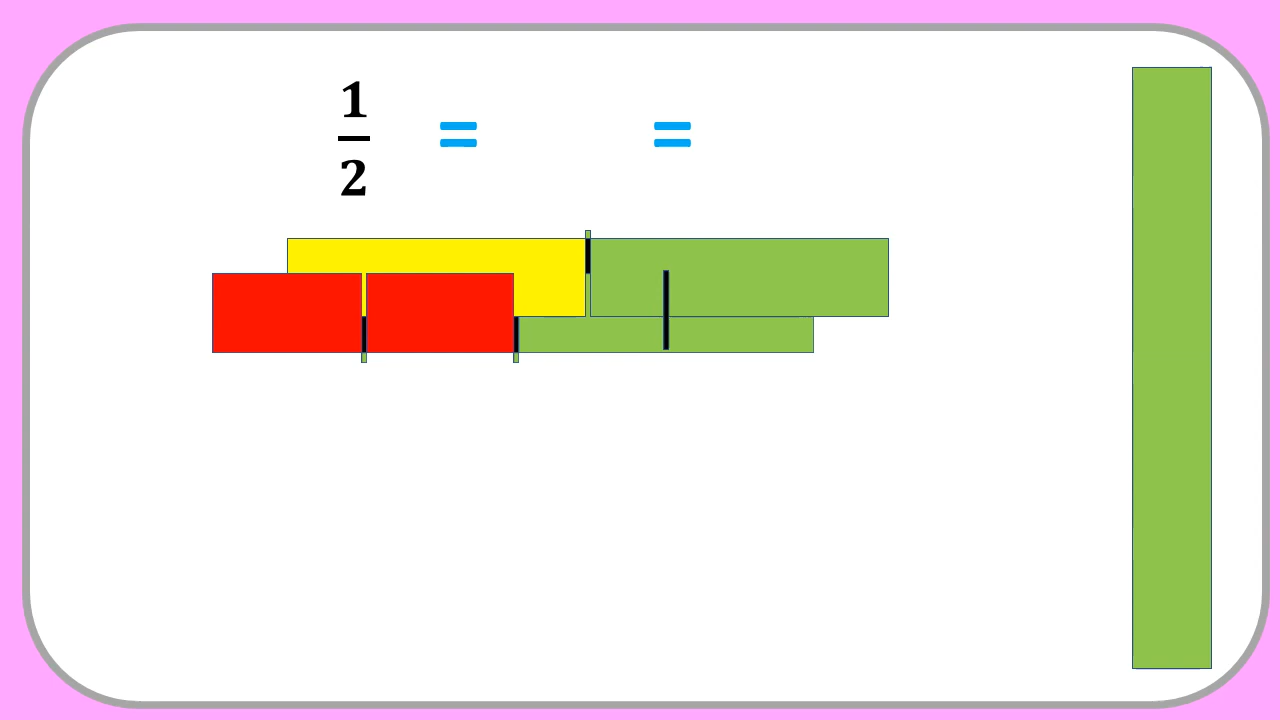 1/2 = =